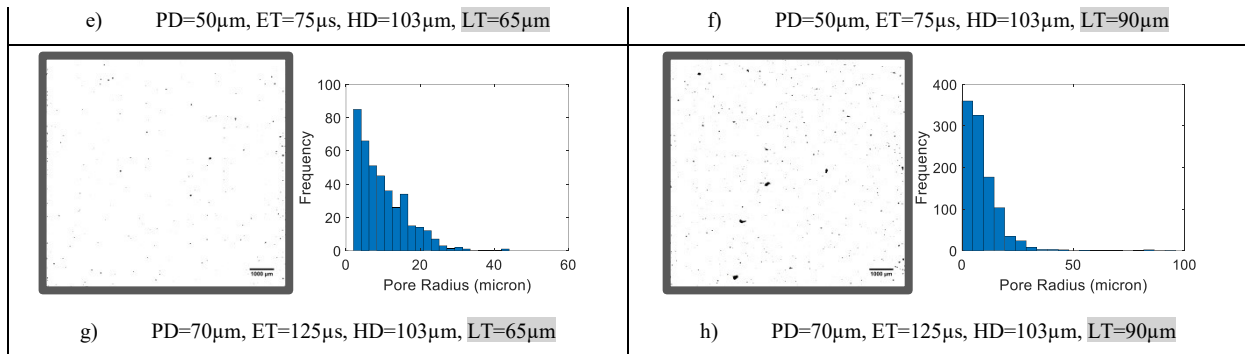 e) PD=50µm, ET=75µs, HD=103µm, LT=65µm
f) PD=50µm, ET=75µs, HD=103µm, LT=90µm
1000 µm
Frequency
100
80
60
40
20
0
0 20 40 60
Pore Radius (micron)
1000 µm
Frequency
400
300
200
100
0
0 50 100
Pore Radius (micron)
g) PD=70µm, ET=125µs, HD=103µm, LT=65µm
h) PD=70µm, ET=125µs, HD=103µm, LT=90µm